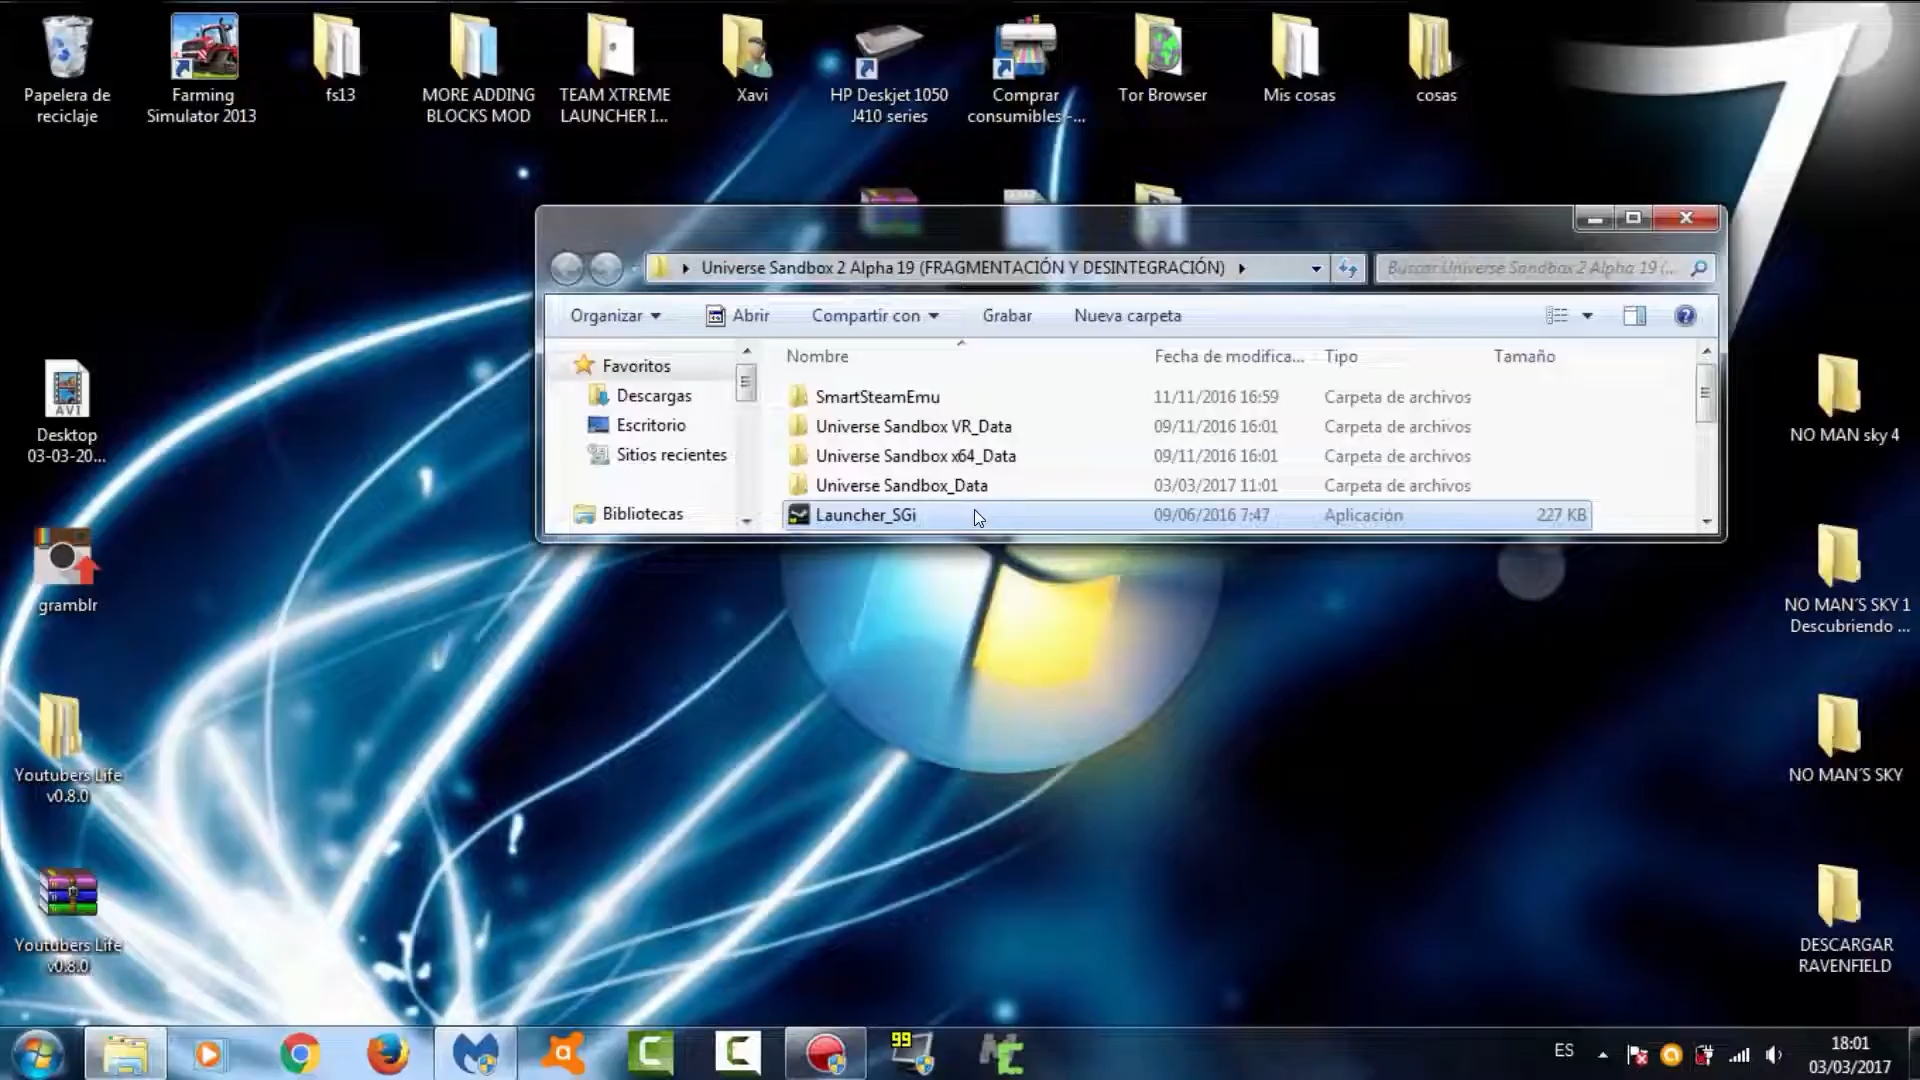 Papelera de
reciclaje
Farming
Simulator 2013
fs13
MORE ADDING
BLOCKS MOD
TEAM XTREME
LAUNCHER I...
Xavi
HP Deskjet 1050
J410 series
Comprar
consumibles -...
Tor Browser
Mis cosas
cosas
Universe Sandbox 2 Alpha 19 (FRAGMENTACIÓN Y DESINTEGRACIÓN)
Buscar Universe Sandbox 2 Alpha 19 (...
Organizar
Abrir
Compartir con
Grabar
Nueva carpeta
Favoritos
Descargas
Escritorio
Sitios recientes
Bibliotecas
Nombre Fecha de modifica... Tipo Tamaño
SmartSteamEmu 11/11/2016 16:59 Carpeta de archivos
Universe Sandbox VR_Data 09/11/2016 16:01 Carpeta de archivos
Universe Sandbox x64_Data 09/11/2016 16:01 Carpeta de archivos
Universe Sandbox_Data 03/03/2017 11:01 Carpeta de archivos
Launcher_SGi 09/06/2016 7:47 Aplicación 227 KB
AVI
Desktop
03-03-20...
gramblr
Youtubers Life
v0.8.0
Youtubers Life
v0.8.0
NO MAN sky 4
NO MAN´S SKY 1
Descubriendo ...
NO MAN´S SKY
DESCARGAR
RAVENFIELD
99
ES
18:01
03/03/2017